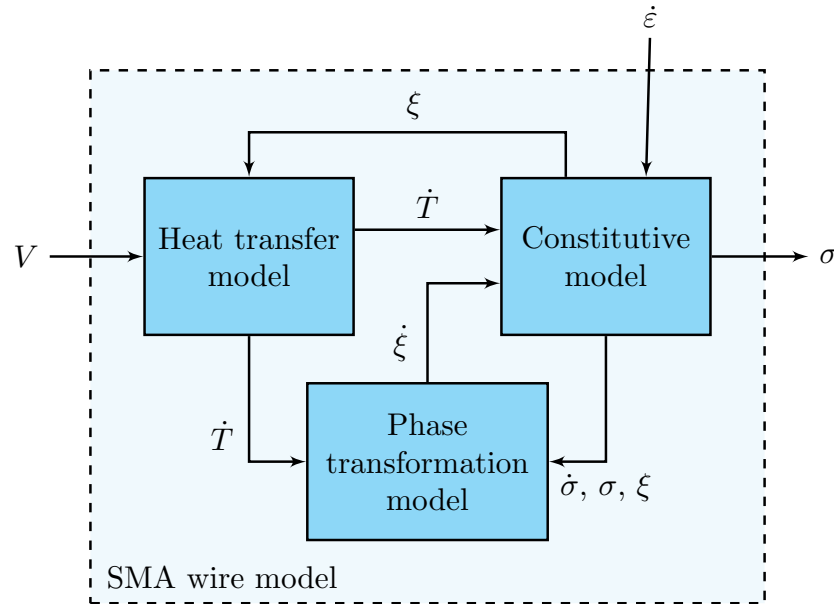 ε̇
ξ
Ṫ
V
Heat transfer
model
Constitutive
model
σ
ξ̇
Ṫ
Phase
transformation
model
σ̇, σ, ξ
SMA wire model